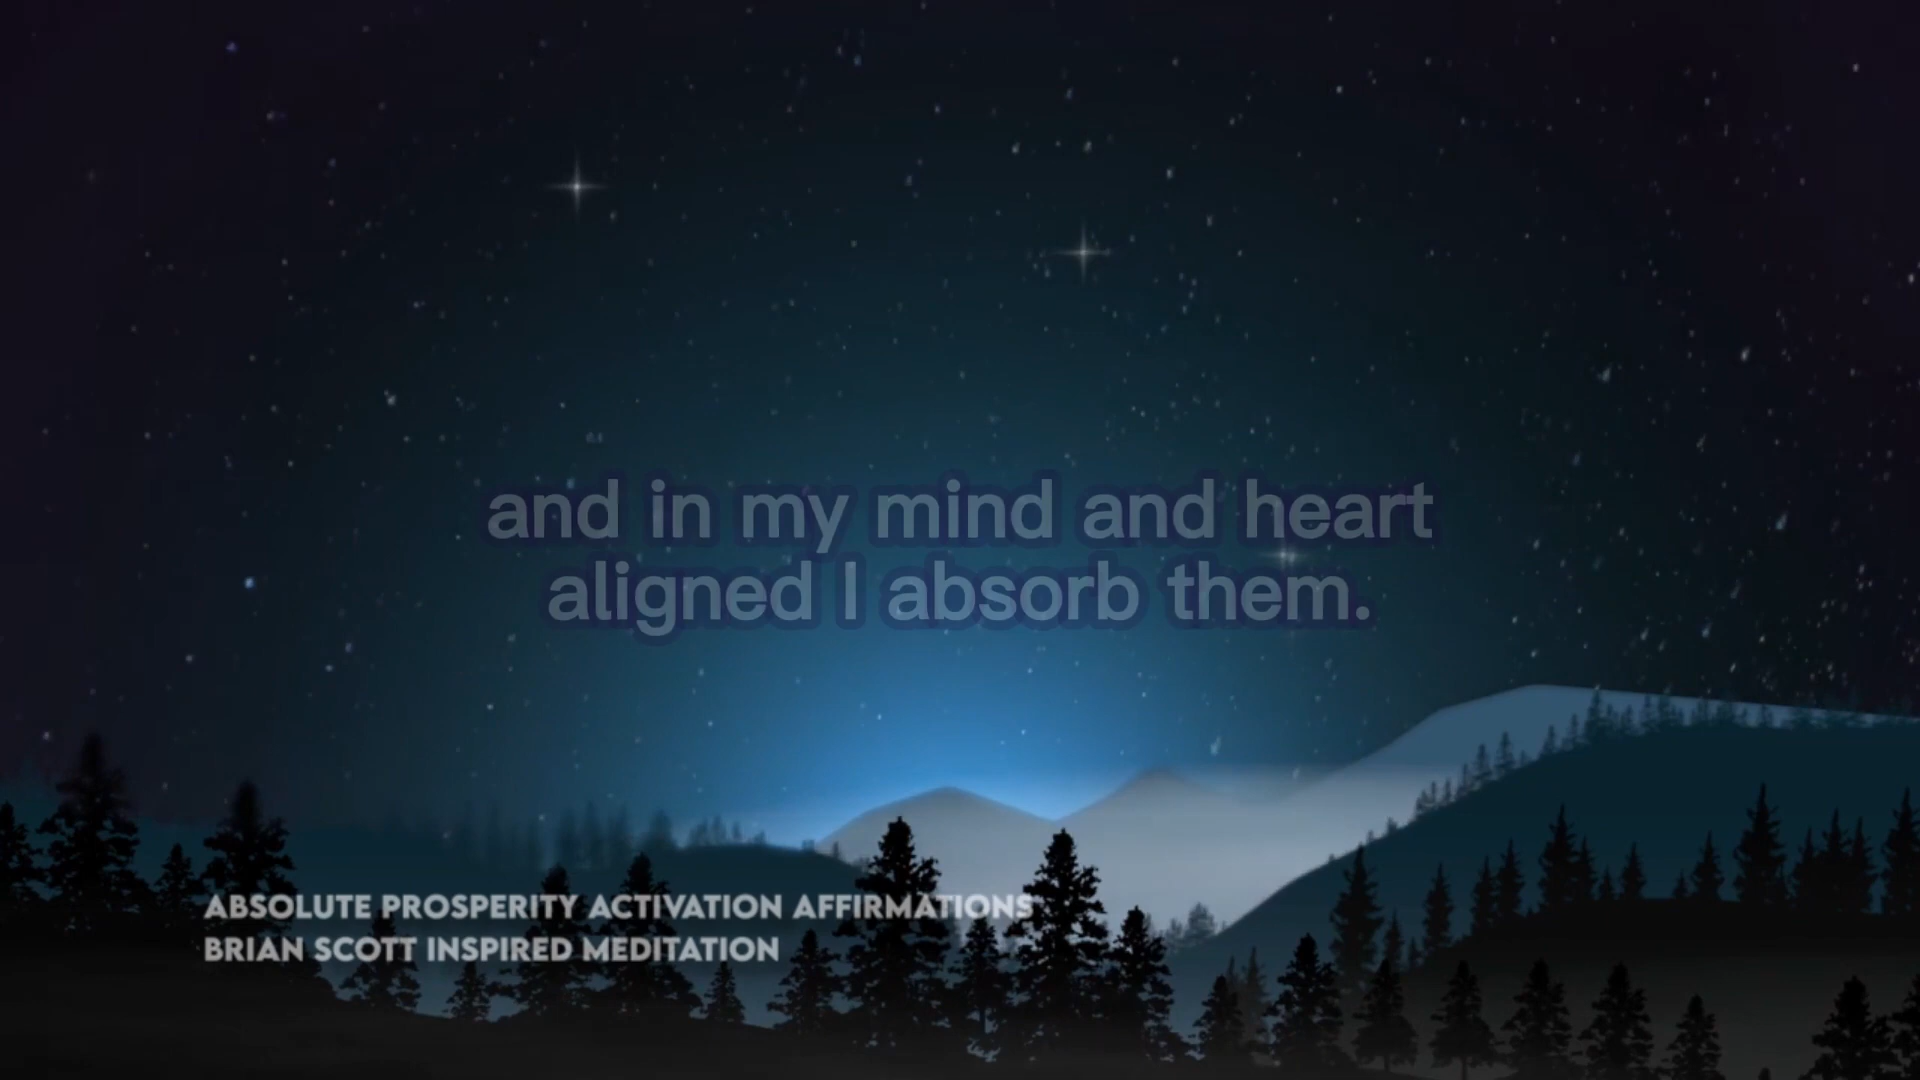 and in my mind and heart
aligned I absorb them.
ABSOLUTE PROSPERITY ACTIVATION AFFIRMATIONS
BRIAN SCOTT INSPIRED MEDITATION